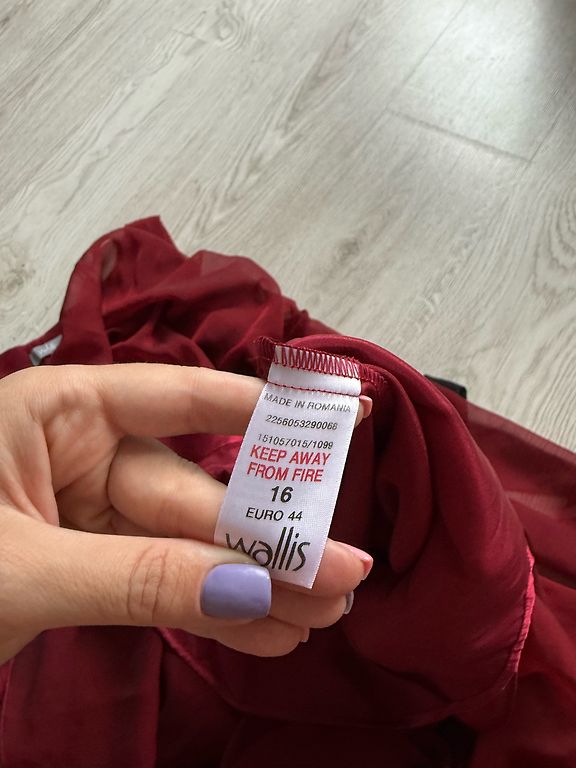 MADE IN ROMANIA
2256053290066
151057015/1099
KEEP AWAY
FROM FIRE
16
EURO 44
wallis